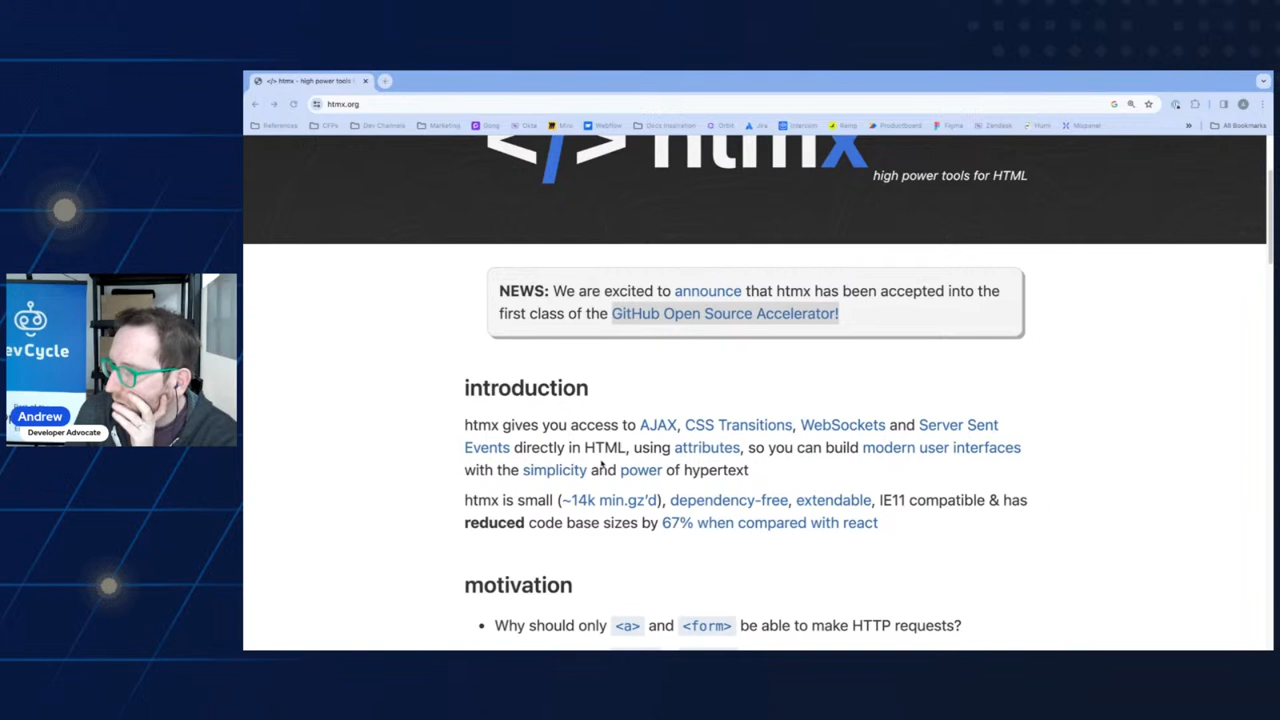 </> htmx - high power tools f
htmx.org
References
CFPs
Dev Channels
Marketing
Gong
Okta
Miro
Webflow
Docs Inspiration
Orbit
Jira
Intercom
Ramp
ProductBoard
Figma
Zendesk
Humi
Mixpanel
»
All Bookmarks
</> htmx
high power tools for HTML
NEWS: We are excited to announce that htmx has been accepted into the
first class of the GitHub Open Source Accelerator!
introduction
htmx gives you access to AJAX, CSS Transitions, WebSockets and Server Sent
Events directly in HTML, using attributes, so you can build modern user interfaces
with the simplicity and power of hypertext
htmx is small (~14k min.gz'd), dependency-free, extendable, IE11 compatible & has
reduced code base sizes by 67% when compared with react
motivation
• Why should only <a> and <form> be able to make HTTP requests?
evCycle
Andrew
Developer Advocate